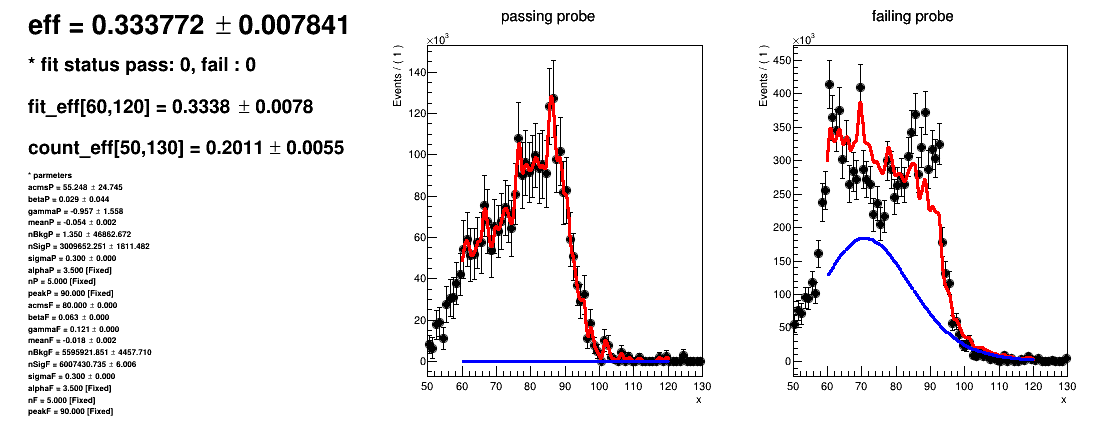 eff = 0.333772 ± 0.007841
* fit status pass: 0, fail : 0
fit_eff[60,120] = 0.3338 ± 0.0078
count_eff[50,130] = 0.2011 ± 0.0055
* parmeters
acmsP = 55.248 ± 24.745
betaP = 0.029 ± 0.044
gammaP = -0.957 ± 1.558
meanP = -0.054 ± 0.002
nBkgP = 1.350 ± 46862.672
nSigP = 3009652.251 ± 1811.482
sigmaP = 0.300 ± 0.000
alphaP = 3.500 [Fixed]
nP = 5.000 [Fixed]
peakP = 90.000 [Fixed]
acmsF = 80.000 ± 0.000
betaF = 0.063 ± 0.000
gammaF = 0.121 ± 0.000
meanF = -0.018 ± 0.002
nBkgF = 5595921.851 ± 4457.710
nSigF = 6007430.735 ± 6.006
sigmaF = 0.300 ± 0.000
alphaF = 3.500 [Fixed]
nF = 5.000 [Fixed]
peakF = 90.000 [Fixed]
passing probe
×10³
Events / ( 1 )
140
120
100
80
60
40
20
0
50 60 70 80 90 100 110 120 130
x
failing probe
×10³
Events / ( 1 )
450
400
350
300
250
200
150
100
50
0
50 60 70 80 90 100 110 120 130
x